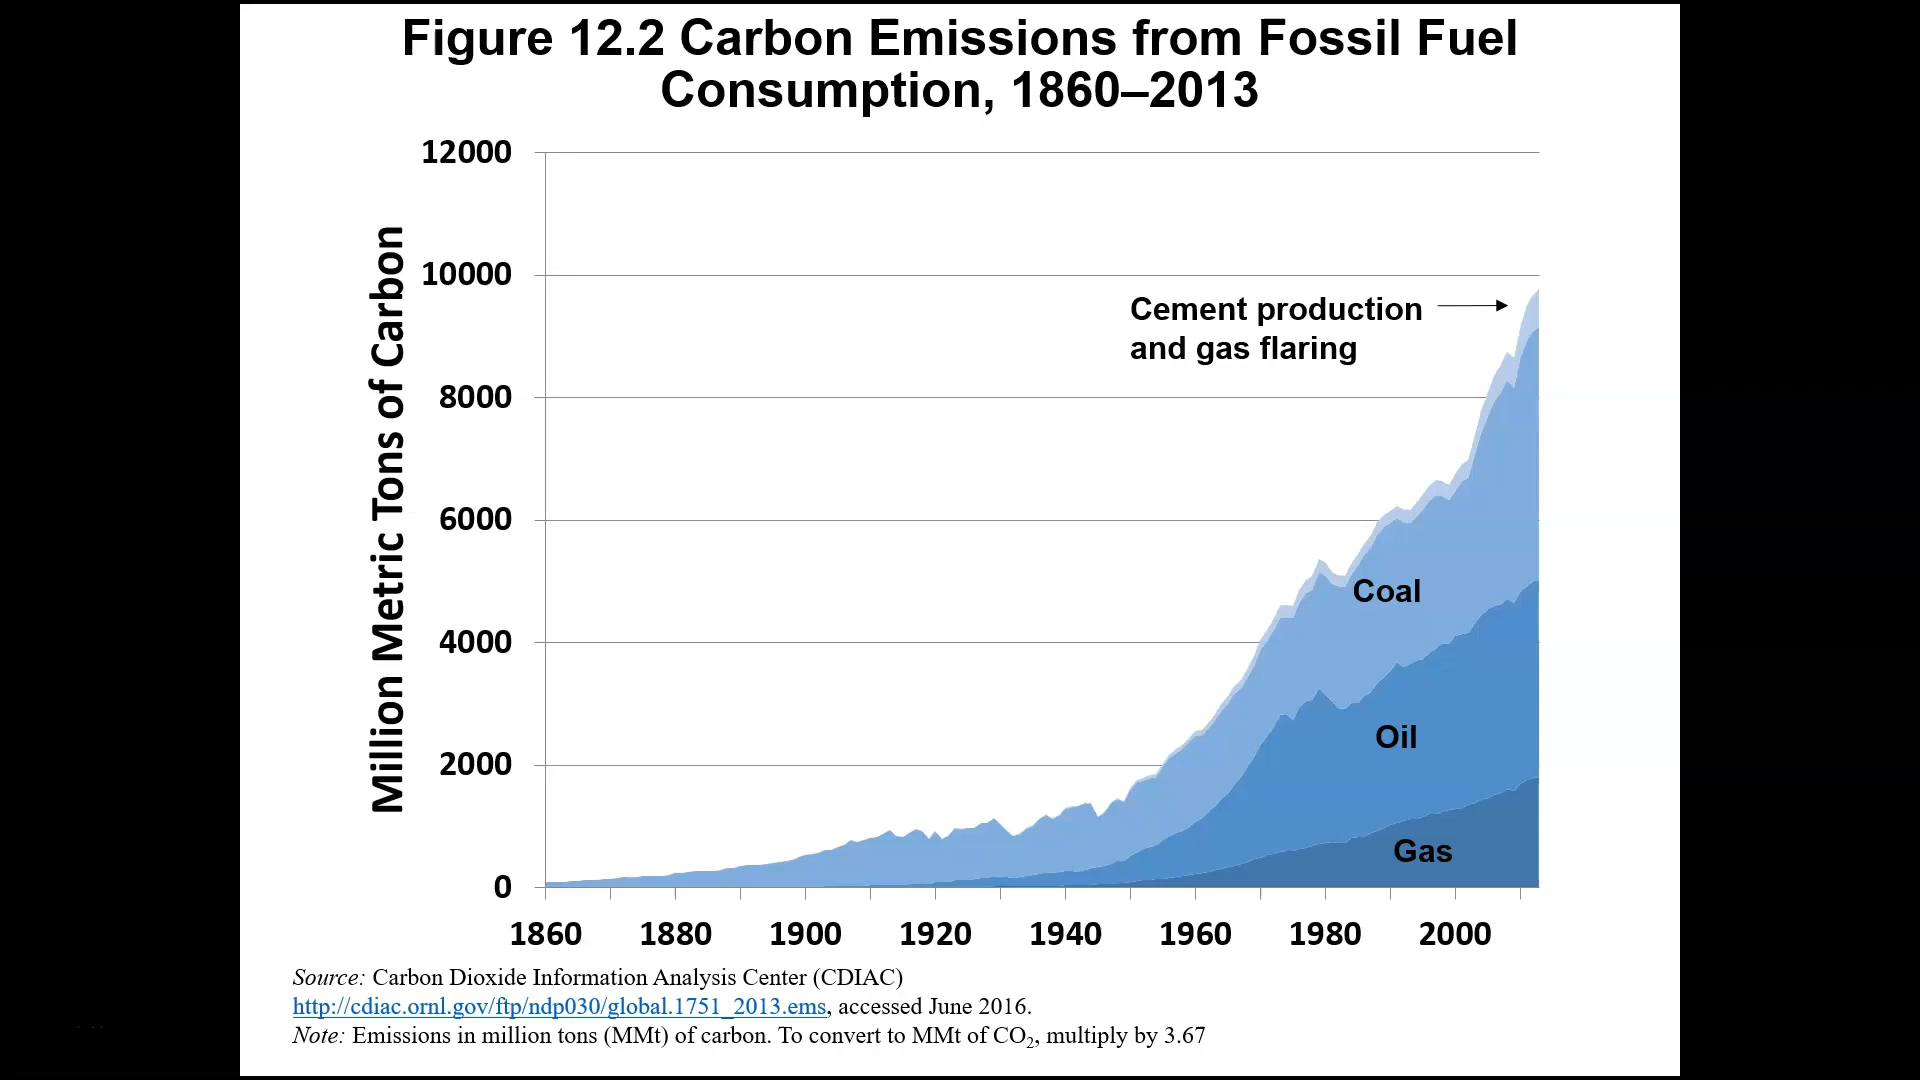 Figure 12.2 Carbon Emissions from Fossil Fuel
Consumption, 1860–2013
Million Metric Tons of Carbon
12000
10000
8000
6000
4000
2000
0
Cement production
and gas flaring
Coal
Oil
Gas
1860 1880 1900 1920 1940 1960 1980 2000
Source: Carbon Dioxide Information Analysis Center (CDIAC)
http://cdiac.ornl.gov/ftp/ndp030/global.1751_2013.ems, accessed June 2016.
Note: Emissions in million tons (MMt) of carbon. To convert to MMt of CO₂, multiply by 3.67